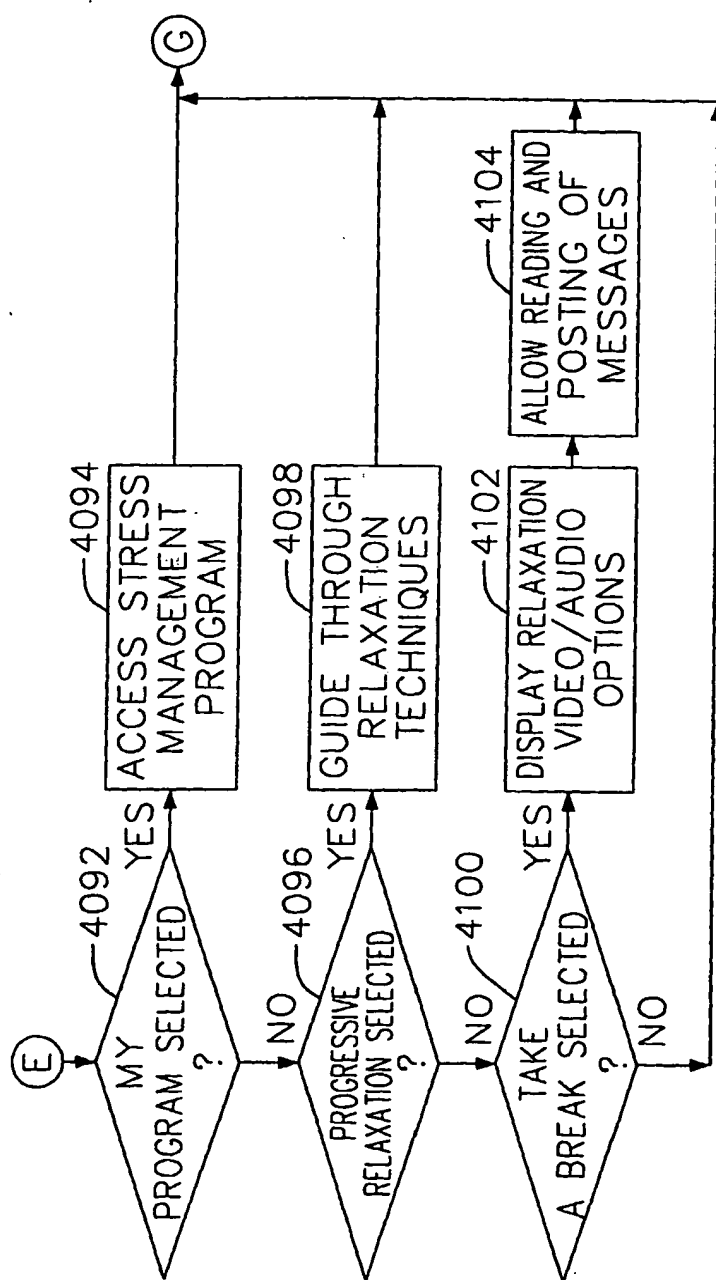 E
4092
MY
PROGRAM SELECTED
?
YES
4094
ACCESS STRESS
MANAGEMENT
PROGRAM
G
NO
4096
PROGRESSIVE
RELAXATION SELECTED
?
YES
4098
GUIDE THROUGH
RELAXATION
TECHNIQUES
NO
4100
TAKE
A BREAK SELECTED
?
YES
4102
DISPLAY RELAXATION
VIDEO/AUDIO
OPTIONS
4104
ALLOW READING AND
POSTING OF
MESSAGES
NO